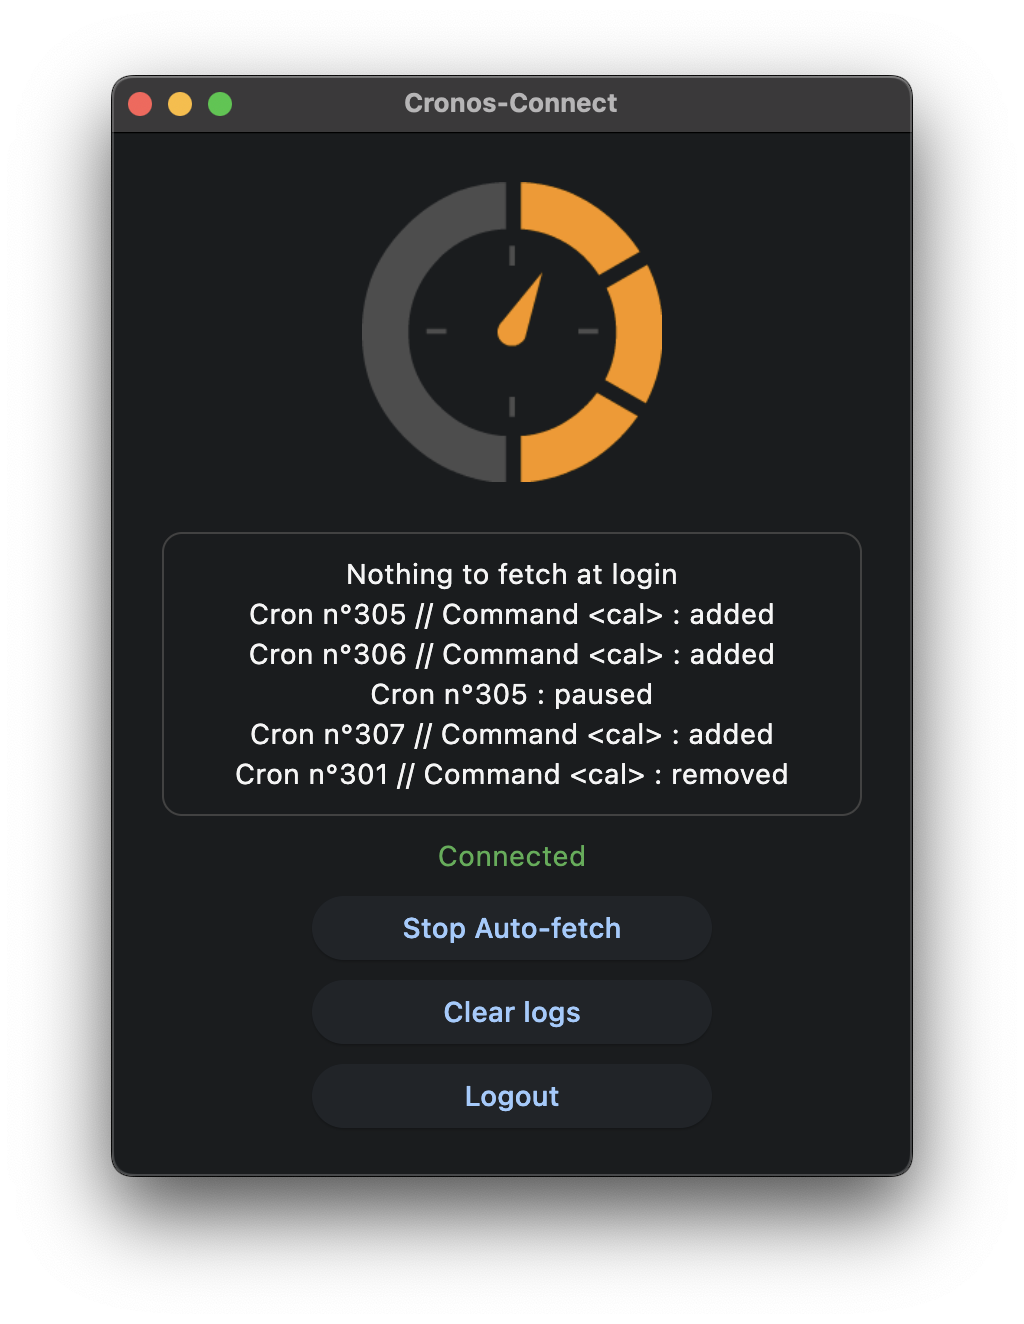 Cronos-Connect
Nothing to fetch at login
Cron n°305 // Command <cal> : added
Cron n°306 // Command <cal> : added
Cron n°305 : paused
Cron n°307 // Command <cal> : added
Cron n°301 // Command <cal> : removed
Connected
Stop Auto-fetch
Clear logs
Logout